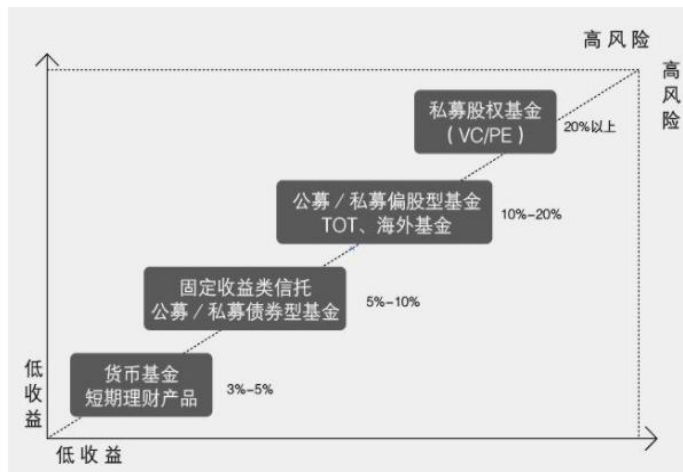 高风险
高
风
险
私募股权基金
（VC/PE）
20%以上
公募／私募偏股型基金
TOT、海外基金
10%-20%
固定收益类信托
公募／私募债券型基金
5%-10%
货币基金
短期理财产品
3%-5%
低
收
益
低收益